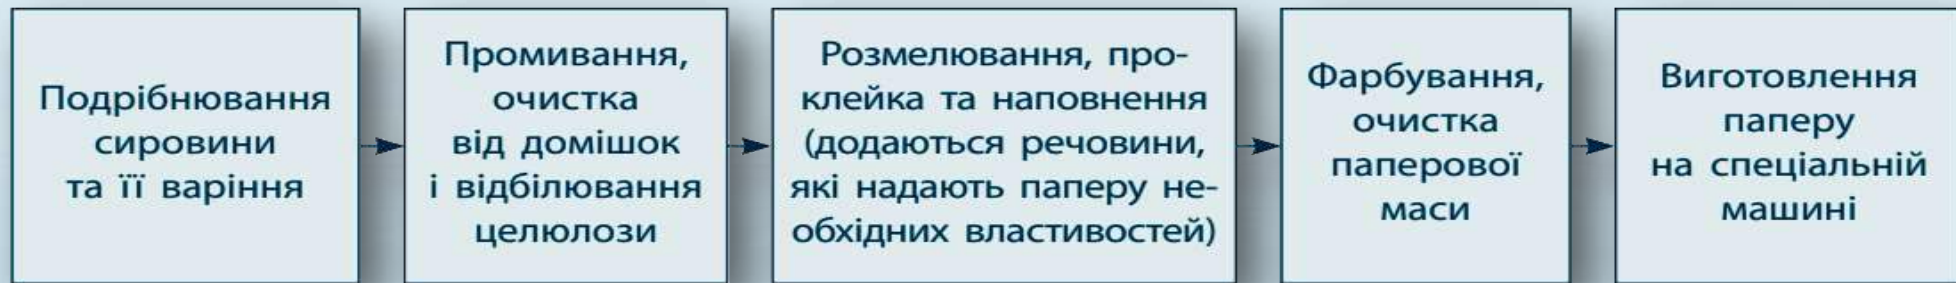 Подрібнювання
сировини
та її варіння
Промивання,
очистка
від домішок
і відбілювання
целюлози
Розмелювання, про-
клейка та наповнення
(додаються речовини,
які надають паперу не-
обхідних властивостей)
Фарбування,
очистка
паперової
маси
Виготовлення
паперу
на спеціальній
машині